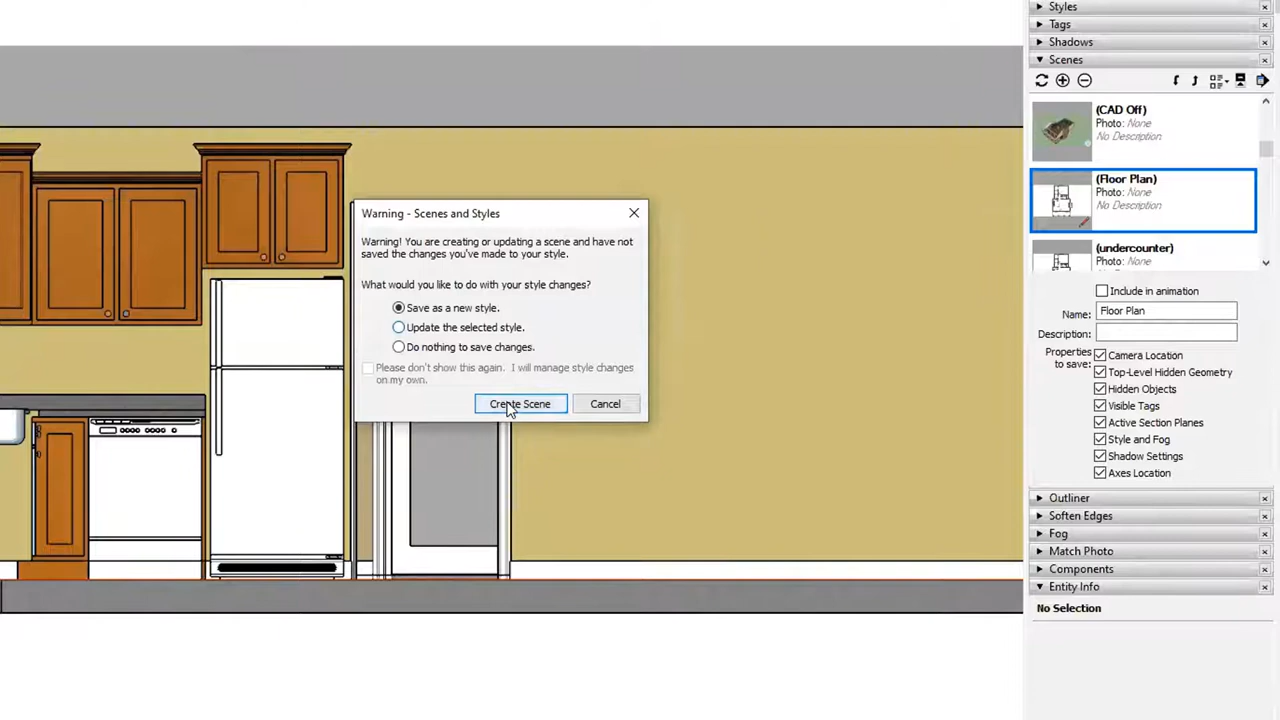 Styles
Tags
Shadows
Scenes
(CAD Off)
Photo: None
No Description
(Floor Plan)
Photo: None
No Description
(undercounter)
Photo: None
Include in animation
Name: Floor Plan
Description:
Properties to save:
Camera Location
Top-Level Hidden Geometry
Hidden Objects
Visible Tags
Active Section Planes
Style and Fog
Shadow Settings
Axes Location
Outliner
Soften Edges
Fog
Match Photo
Components
Entity Info
No Selection
Warning - Scenes and Styles
Warning! You are creating or updating a scene and have not
saved the changes you've made to your style.
What would you like to do with your style changes?
Save as a new style.
Update the selected style.
Do nothing to save changes.
Please don't show this again. I will manage style changes
on my own.
Create Scene
Cancel